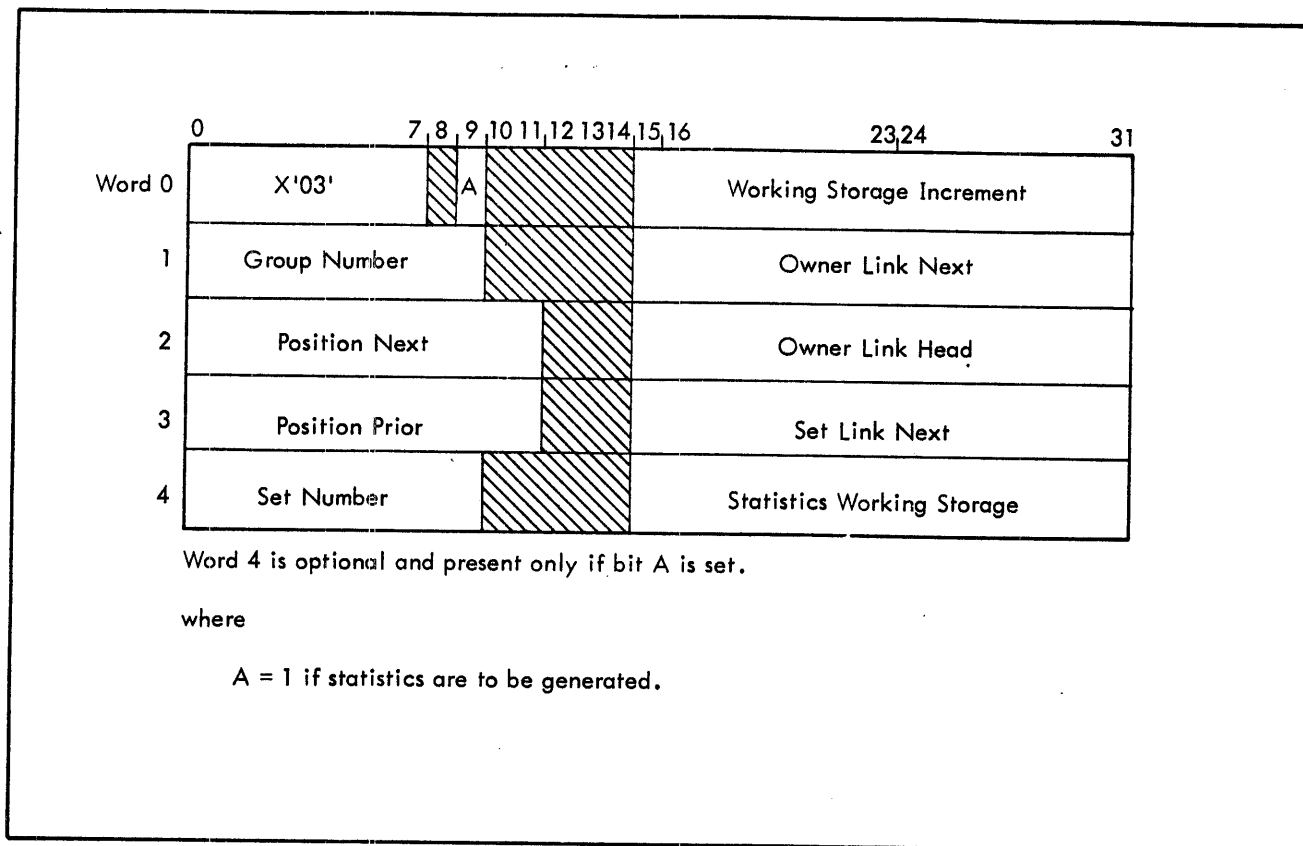 0 7 8 9 10 11 12 13 14 15 16 23 24 31
Word 0 X'03' A Working Storage Increment
1 Group Number Owner Link Next
2 Position Next Owner Link Head
3 Position Prior Set Link Next
4 Set Number Statistics Working Storage
Word 4 is optional and present only if bit A is set.
where
A = 1 if statistics are to be generated.